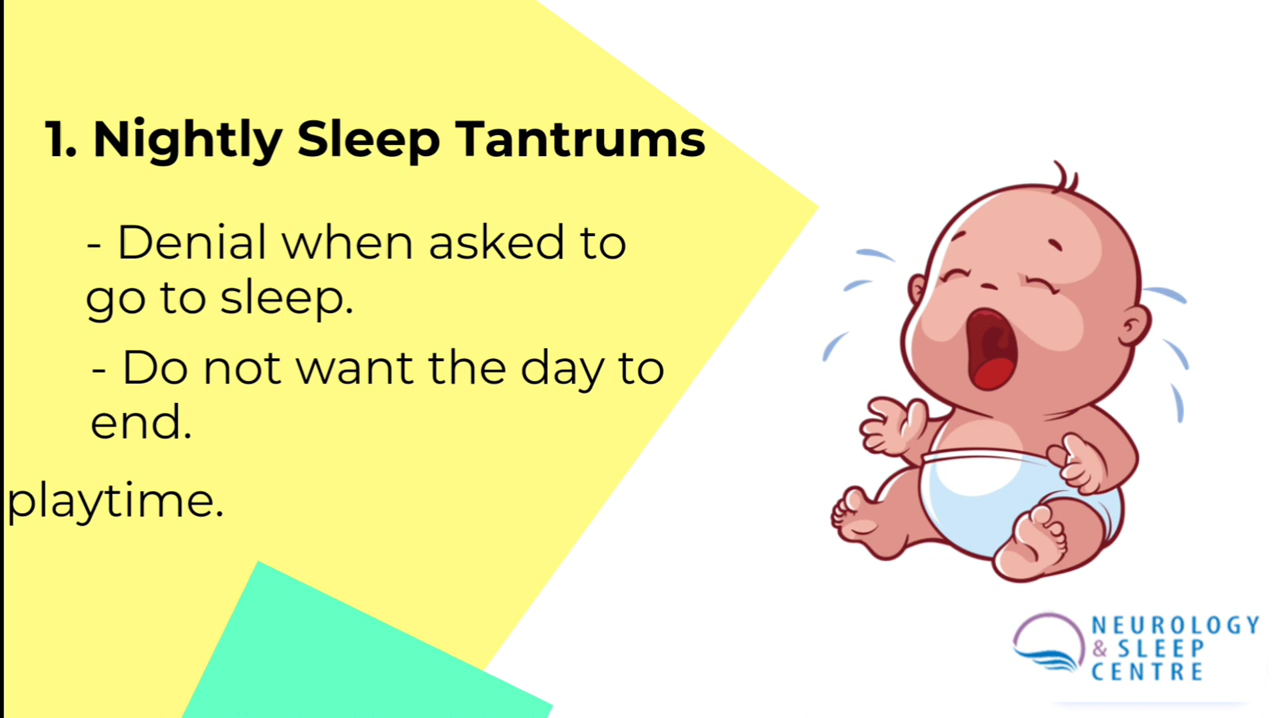 1. Nightly Sleep Tantrums
- Denial when asked to
go to sleep.
- Do not want the day to
end.
playtime.
NEUROLOGY
& SLEEP
CENTRE